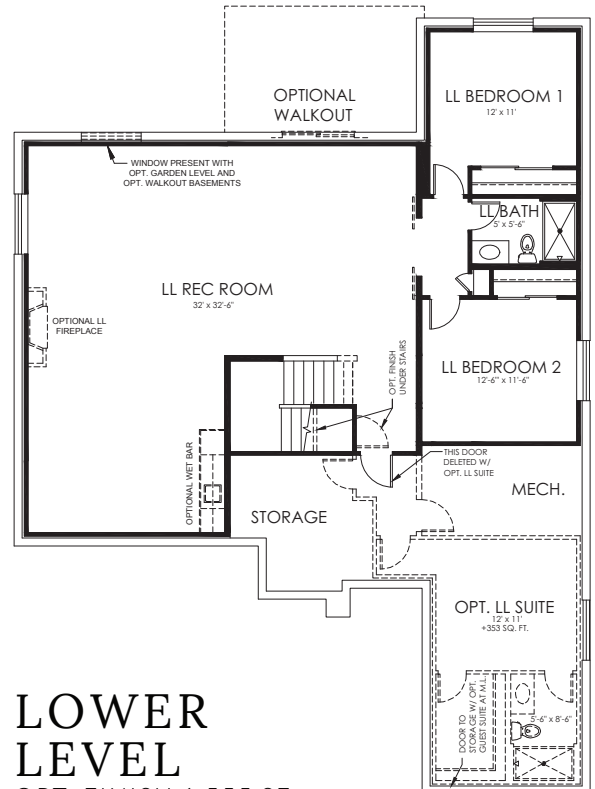 OPTIONAL
WALKOUT
LL BEDROOM 1
12' x 11'
WINDOW PRESENT WITH
OPT. GARDEN LEVEL AND
OPT. WALKOUT BASEMENTS
LL BATH
5' x 5'-6"
LL REC ROOM
32' x 32'-6"
OPTIONAL LL
FIREPLACE
OPT. FINISH
UNDER STAIRS
LL BEDROOM 2
12'-6" x 11'-6"
OPTIONAL WET BAR
THIS DOOR
DELETED W/
OPT. LL SUITE
MECH.
STORAGE
OPT. LL SUITE
12' x 11'
+353 SQ. FT.
DOOR TO
STORAGE W/ OPT.
GUEST SUITE AT M.L.
5'-6" x 8'-6"
LOWER
LEVEL